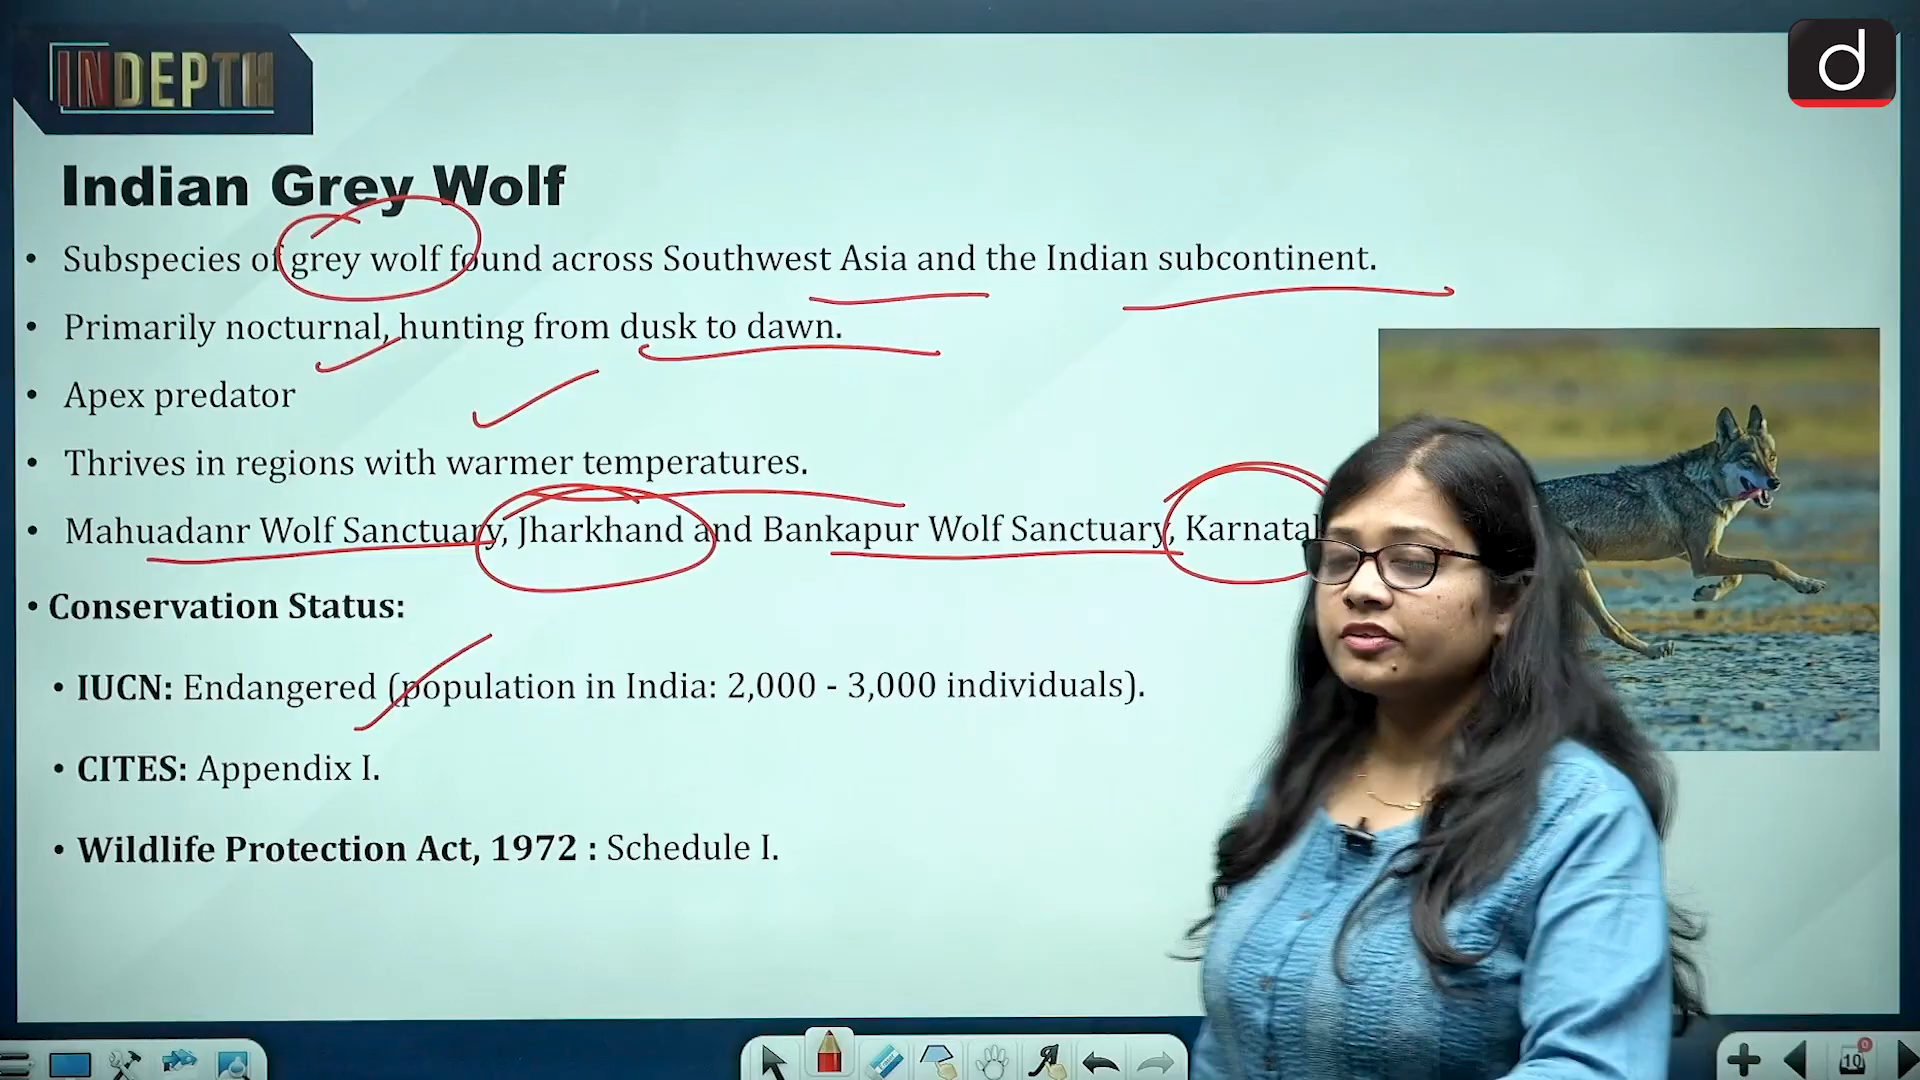 INDEPTH
d
Indian Grey Wolf
• Subspecies of grey wolf found across Southwest Asia and the Indian subcontinent.
• Primarily nocturnal, hunting from dusk to dawn.
• Apex predator
• Thrives in regions with warmer temperatures.
• Mahuadanr Wolf Sanctuary, Jharkhand and Bankapur Wolf Sanctuary,
• Conservation Status:
• IUCN: Endangered (population in India: 2,000 - 3,000 individuals).
• CITES: Appendix I.
• Wildlife Protection Act, 1972 : Schedule I.
10
0